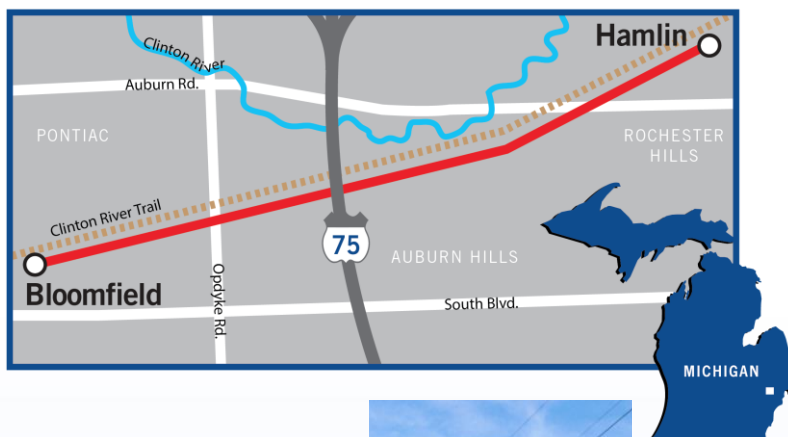 Hamlin
Clinton River
Auburn Rd.
PONTIAC
ROCHESTER
HILLS
Clinton River Trail
75
AUBURN HILLS
Bloomfield
Opdyke Rd.
South Blvd.
MICHIGAN